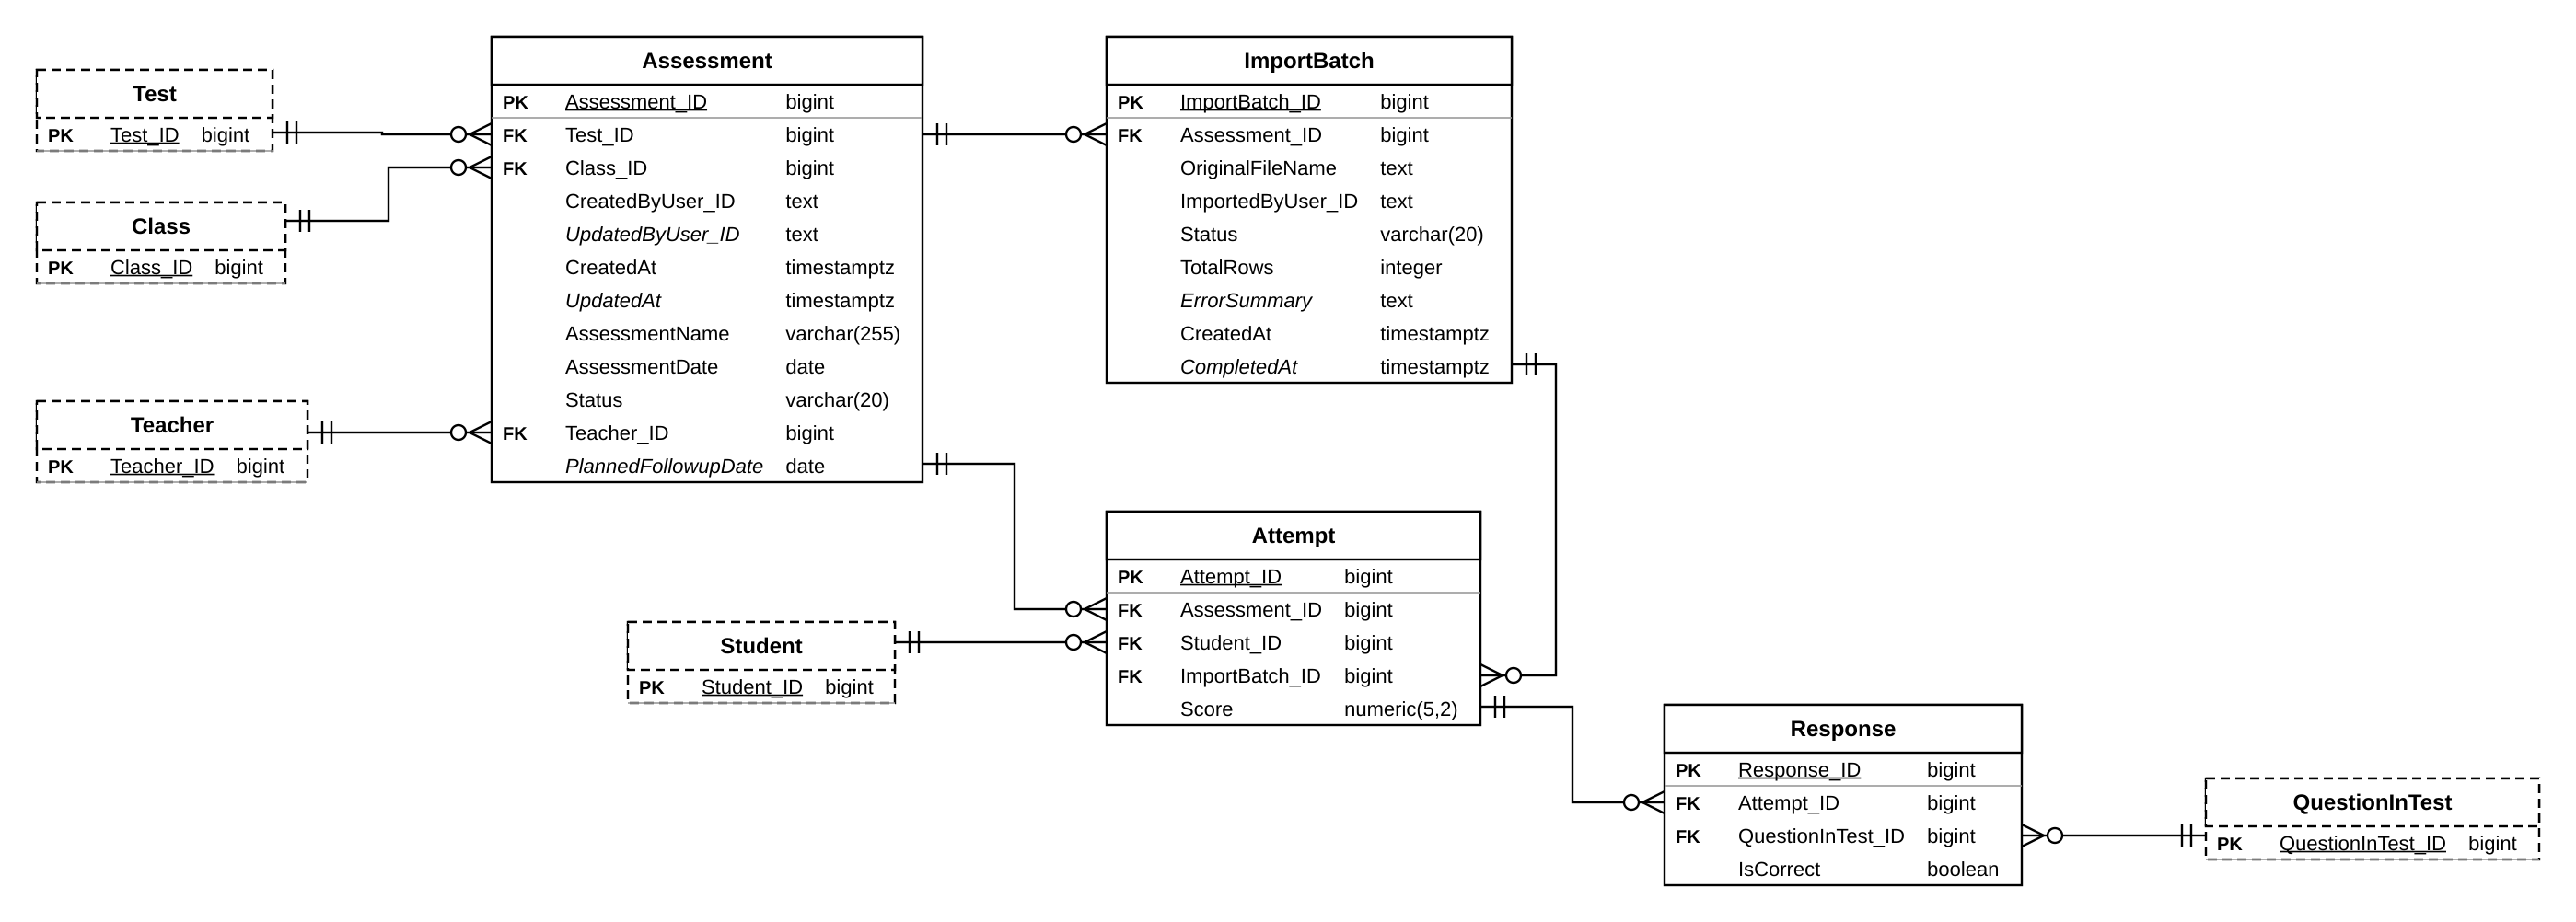 Test
PK Test_ID bigint
Class
PK Class_ID bigint
Teacher
PK Teacher_ID bigint
Assessment
PK Assessment_ID bigint
FK Test_ID bigint
FK Class_ID bigint
CreatedByUser_ID text
UpdatedByUser_ID text
CreatedAt timestamptz
UpdatedAt timestamptz
AssessmentName varchar(255)
AssessmentDate date
Status varchar(20)
FK Teacher_ID bigint
PlannedFollowupDate date
ImportBatch
PK ImportBatch_ID bigint
FK Assessment_ID bigint
OriginalFileName text
ImportedByUser_ID text
Status varchar(20)
TotalRows integer
ErrorSummary text
CreatedAt timestamptz
CompletedAt timestamptz
Student
PK Student_ID bigint
Attempt
PK Attempt_ID bigint
FK Assessment_ID bigint
FK Student_ID bigint
FK ImportBatch_ID bigint
Score numeric(5,2)
Response
PK Response_ID bigint
FK Attempt_ID bigint
FK QuestionInTest_ID bigint
IsCorrect boolean
QuestionInTest
PK QuestionInTest_ID bigint